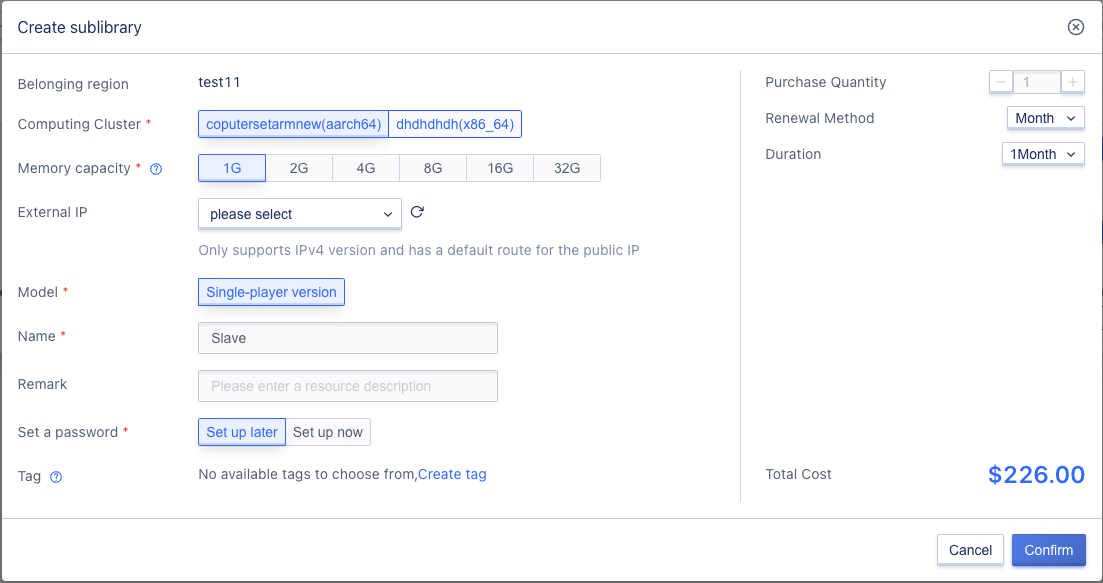 Create sublibrary
Belonging region test11
Computing Cluster * coputersetarmnew(aarch64) dhdhdhdh(x86_64)
Memory capacity * 1G 2G 4G 8G 16G 32G
External IP please select
Only supports IPv4 version and has a default route for the public IP
Model * Single-player version
Name * Slave
Remark Please enter a resource description
Set a password * Set up later Set up now
Tag No available tags to choose from,Create tag
Purchase Quantity 1
Renewal Method Month
Duration 1Month
Total Cost $226.00
Cancel Confirm